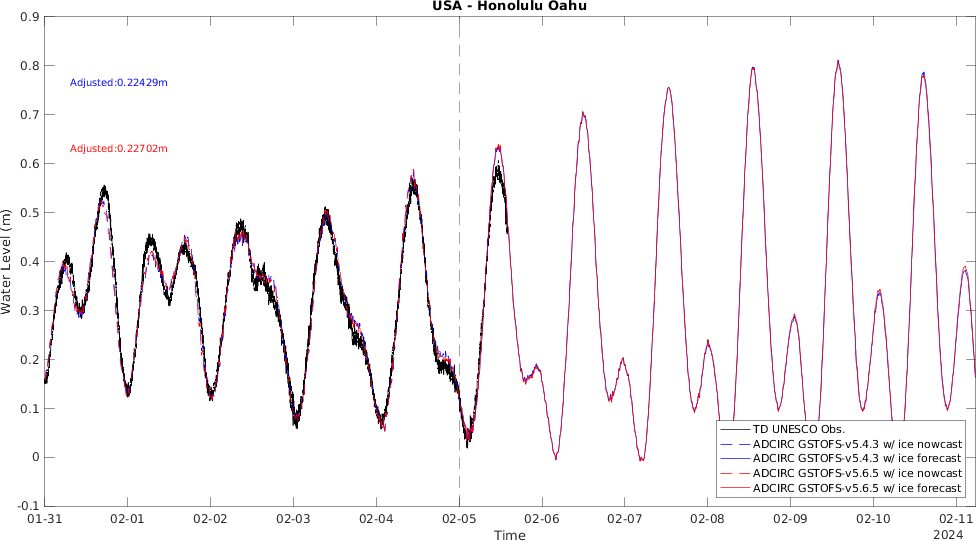 USA - Honolulu Oahu
0.9
0.8
0.7
0.6
0.5
0.4
0.3
0.2
0.1
0
-0.1
Water Level (m)
Adjusted:0.22429m
Adjusted:0.22702m
TD UNESCO Obs.
ADCIRC GSTOFS-v5.4.3 w/ ice nowcast
ADCIRC GSTOFS-v5.4.3 w/ ice forecast
ADCIRC GSTOFS-v5.6.5 w/ ice nowcast
ADCIRC GSTOFS-v5.6.5 w/ ice forecast
01-31 02-01 02-02 02-03 02-04 02-05 02-06 02-07 02-08 02-09 02-10 02-11
Time
2024